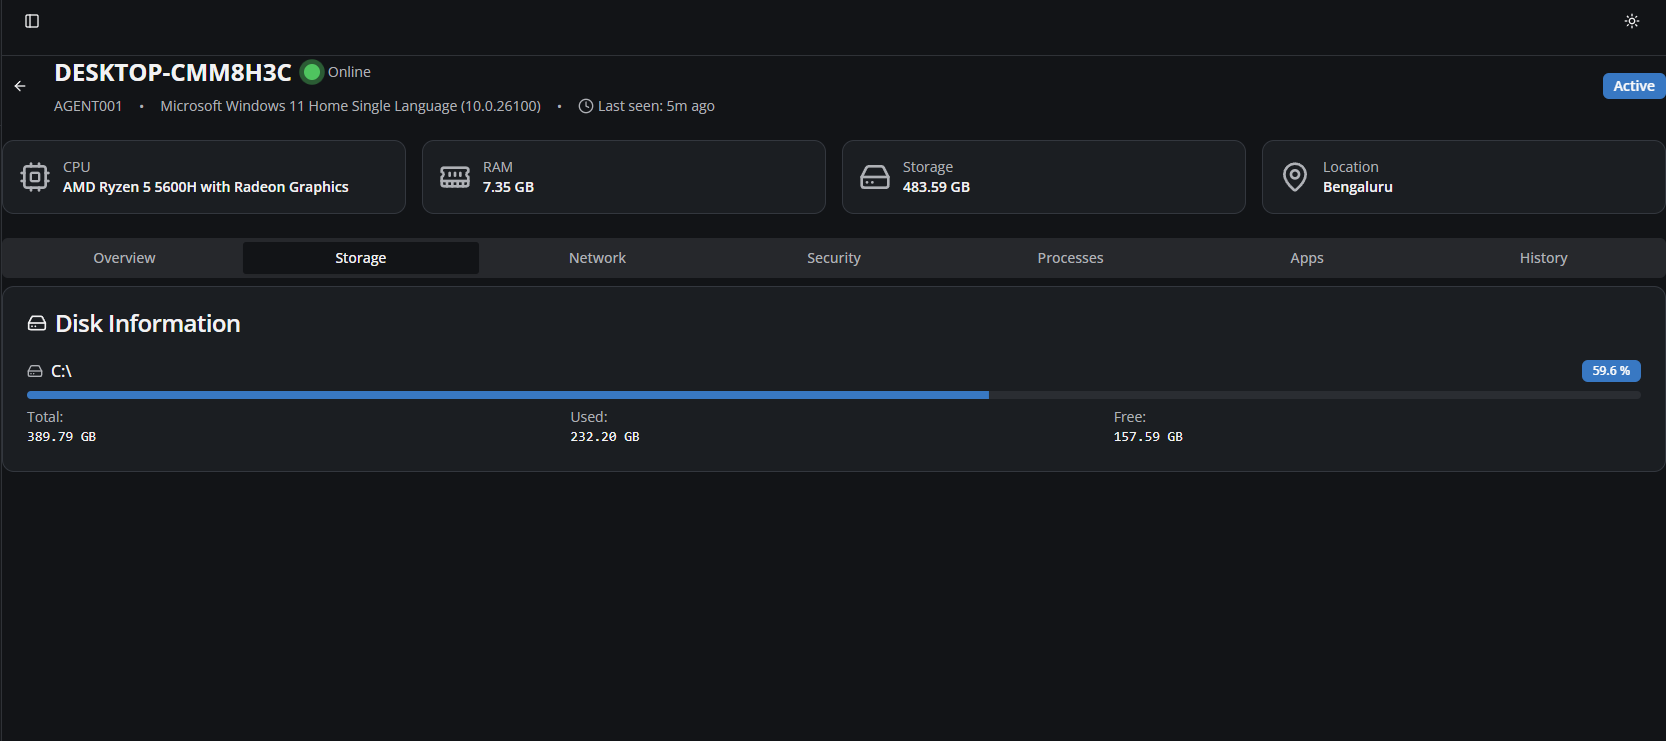 DESKTOP-CMM8H3C Online
AGENT001 • Microsoft Windows 11 Home Single Language (10.0.26100) • Last seen: 5m ago
Active
CPU
AMD Ryzen 5 5600H with Radeon Graphics
RAM
7.35 GB
Storage
483.59 GB
Location
Bengaluru
Overview Storage Network Security Processes Apps History
Disk Information
C:\ 59.6 %
Total: Used: Free:
389.79 GB 232.20 GB 157.59 GB